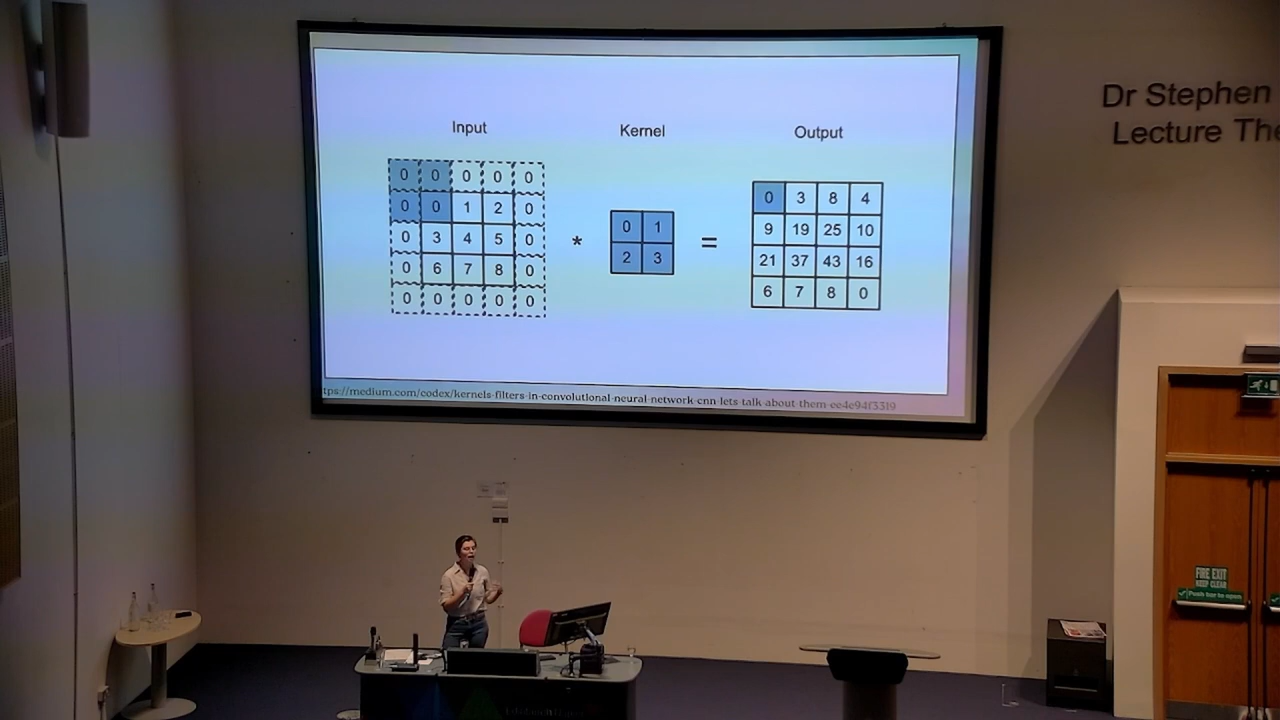 Input Kernel Output
0 0 0 0 0
0 0 1 2 0
0 3 4 5 0
0 6 7 8 0
0 0 0 0 0
*
0 1
2 3
=
0 3 8 4
9 19 25 10
21 37 43 16
6 7 8 0
tps://medium.com/codex/kernels-filters-in-convolutional-neural-network-cnn-lets-talk-about-them-ee4e94f3319
Dr Stephen
Lecture The
FIRE EXIT
KEEP CLEAR
Push bar to open